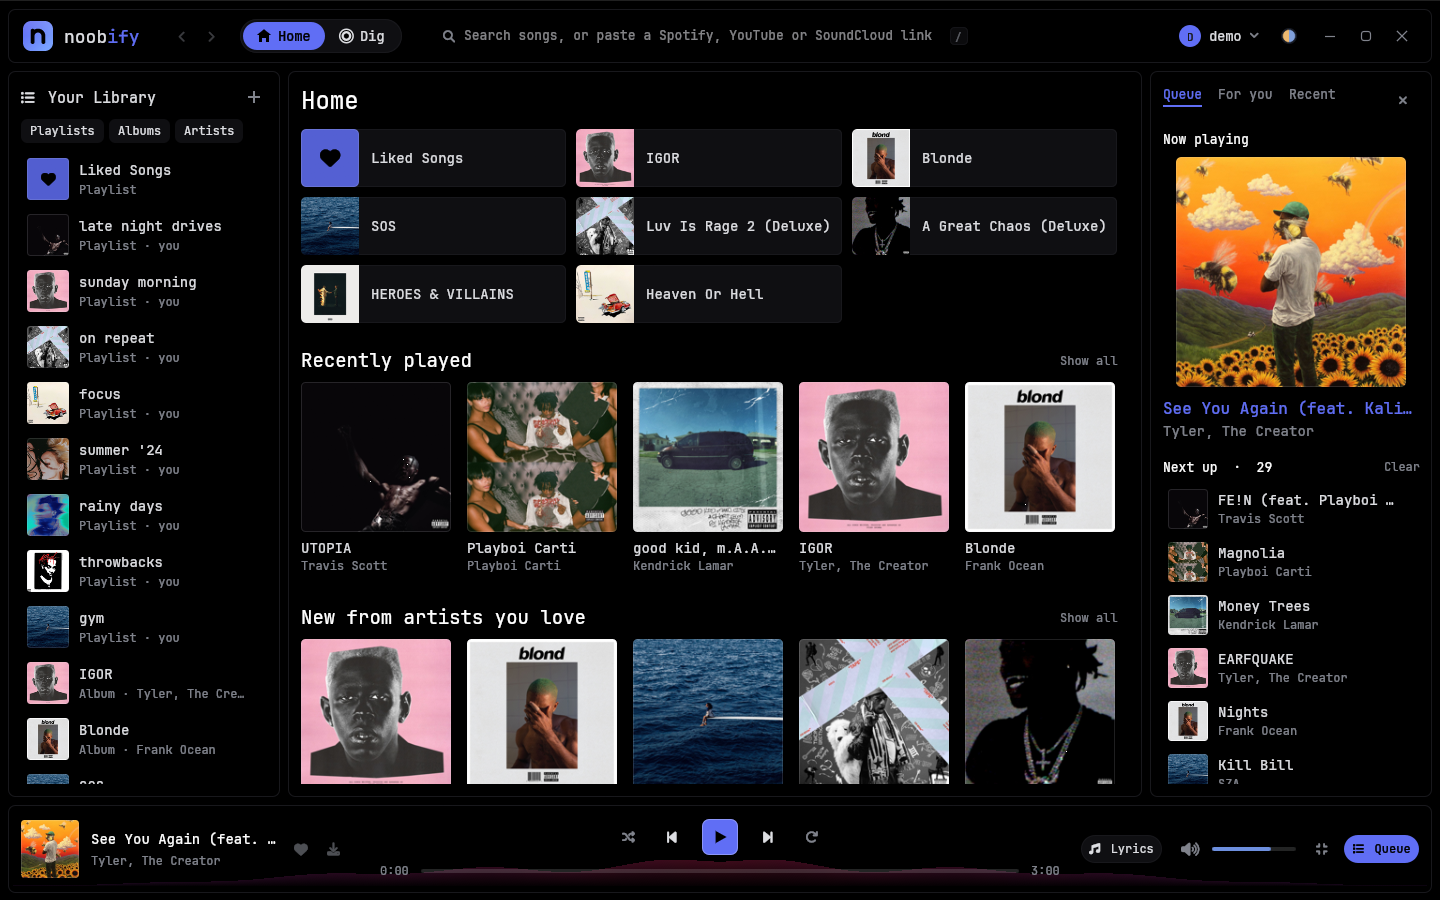 noobify
Home
Dig
Search songs, or paste a Spotify, YouTube or SoundCloud link
/
D
demo
Your Library
Playlists
Albums
Artists
Liked Songs
Playlist
late night drives
Playlist · you
sunday morning
Playlist · you
on repeat
Playlist · you
focus
Playlist · you
summer '24
Playlist · you
rainy days
Playlist · you
throwbacks
Playlist · you
gym
Playlist · you
IGOR
Album · Tyler, The Cre…
Blonde
Album · Frank Ocean
Home
Liked Songs
IGOR
blond
Blonde
SOS
Luv Is Rage 2 (Deluxe)
A Great Chaos (Deluxe)
HEROES & VILLAINS
Heaven Or Hell
Recently played
Show all
blond
UTOPIA
Travis Scott
Playboi Carti
Playboi Carti
good kid, m.A.A.…
Kendrick Lamar
IGOR
Tyler, The Creator
Blonde
Frank Ocean
New from artists you love
Show all
blond
Queue
For you
Recent
Now playing
See You Again (feat. Kali…
Tyler, The Creator
Next up · 29
Clear
FE!N (feat. Playboi …
Travis Scott
Magnolia
Playboi Carti
Money Trees
Kendrick Lamar
EARFQUAKE
Tyler, The Creator
Nights
Frank Ocean
Kill Bill
SZA
See You Again (feat. …
Tyler, The Creator
0:00
3:00
Lyrics
Queue